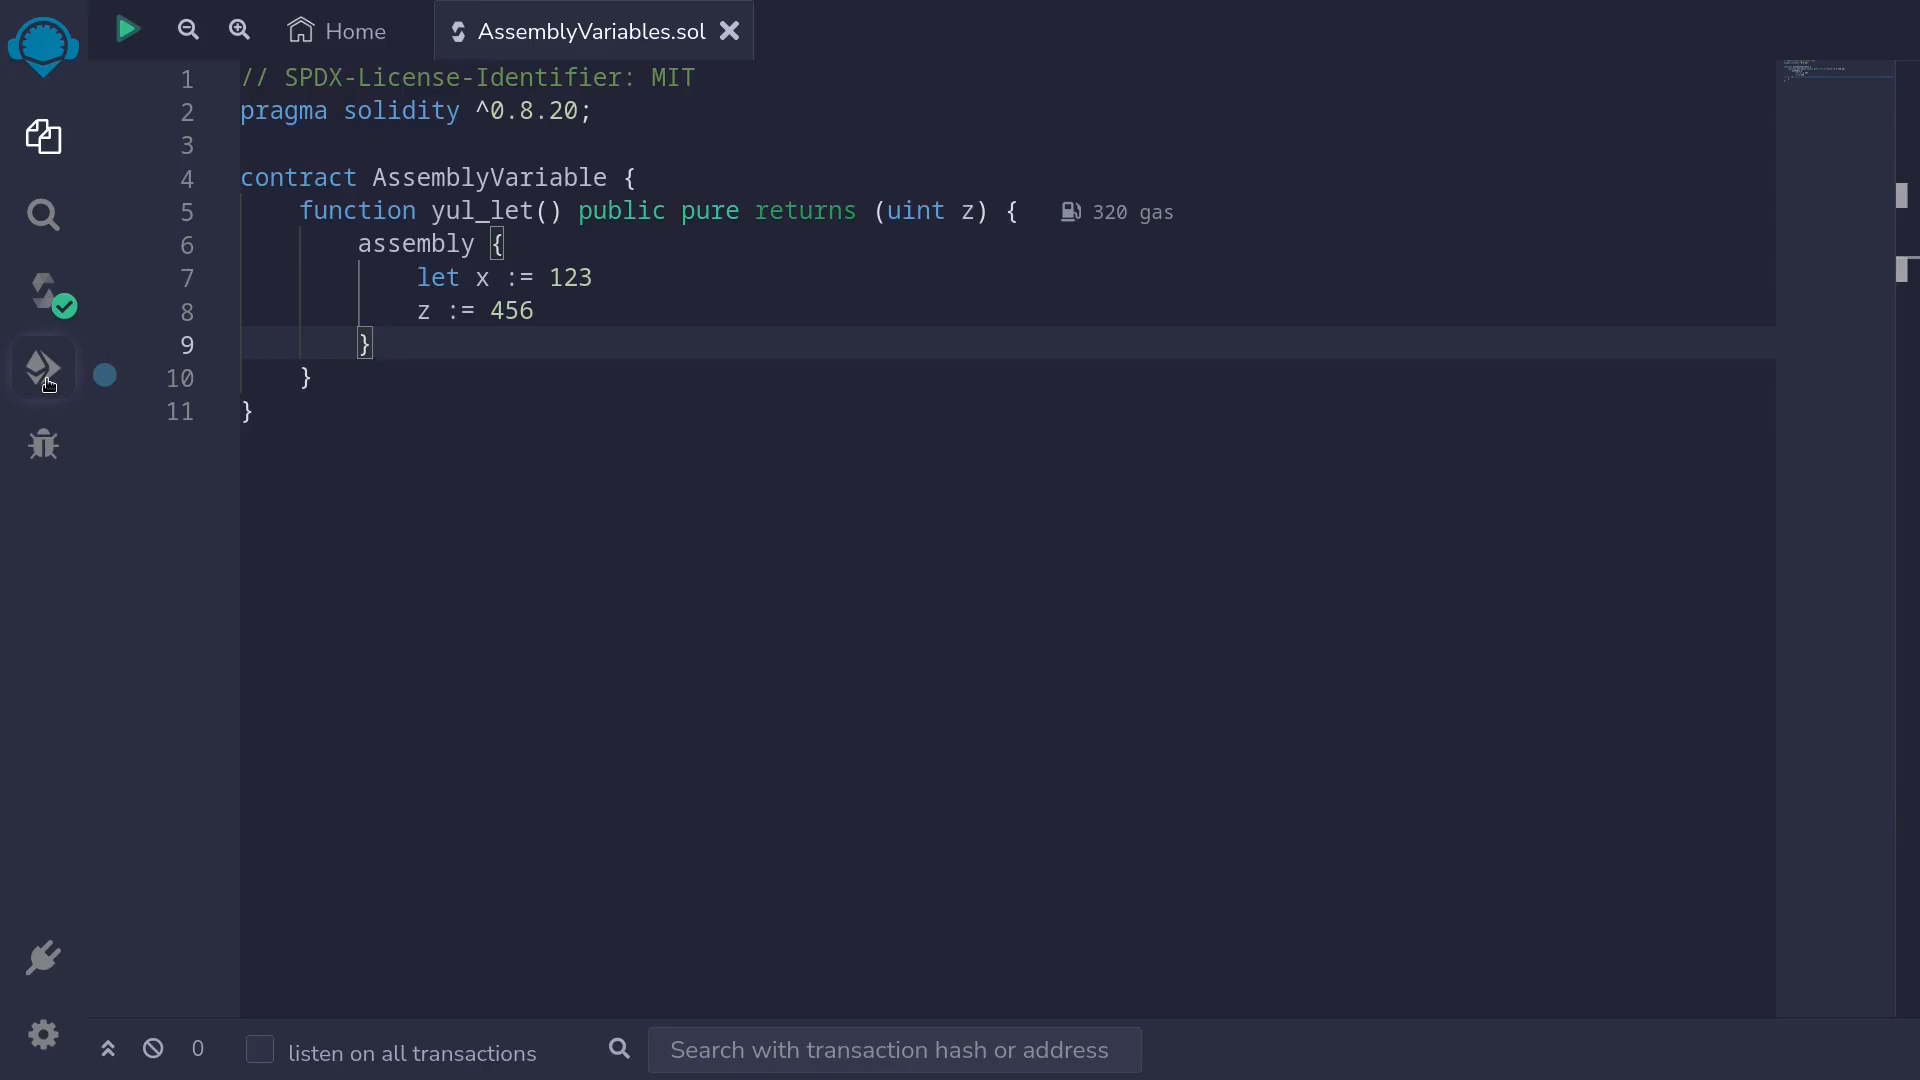 Home
AssemblyVariables.sol
1 // SPDX-License-Identifier: MIT
2 pragma solidity ^0.8.20;
3
4 contract AssemblyVariable {
5     function yul_let() public pure returns (uint z) { 320 gas
6         assembly {
7             let x := 123
8             z := 456
9         }
10     }
11 }
0
listen on all transactions
Search with transaction hash or address